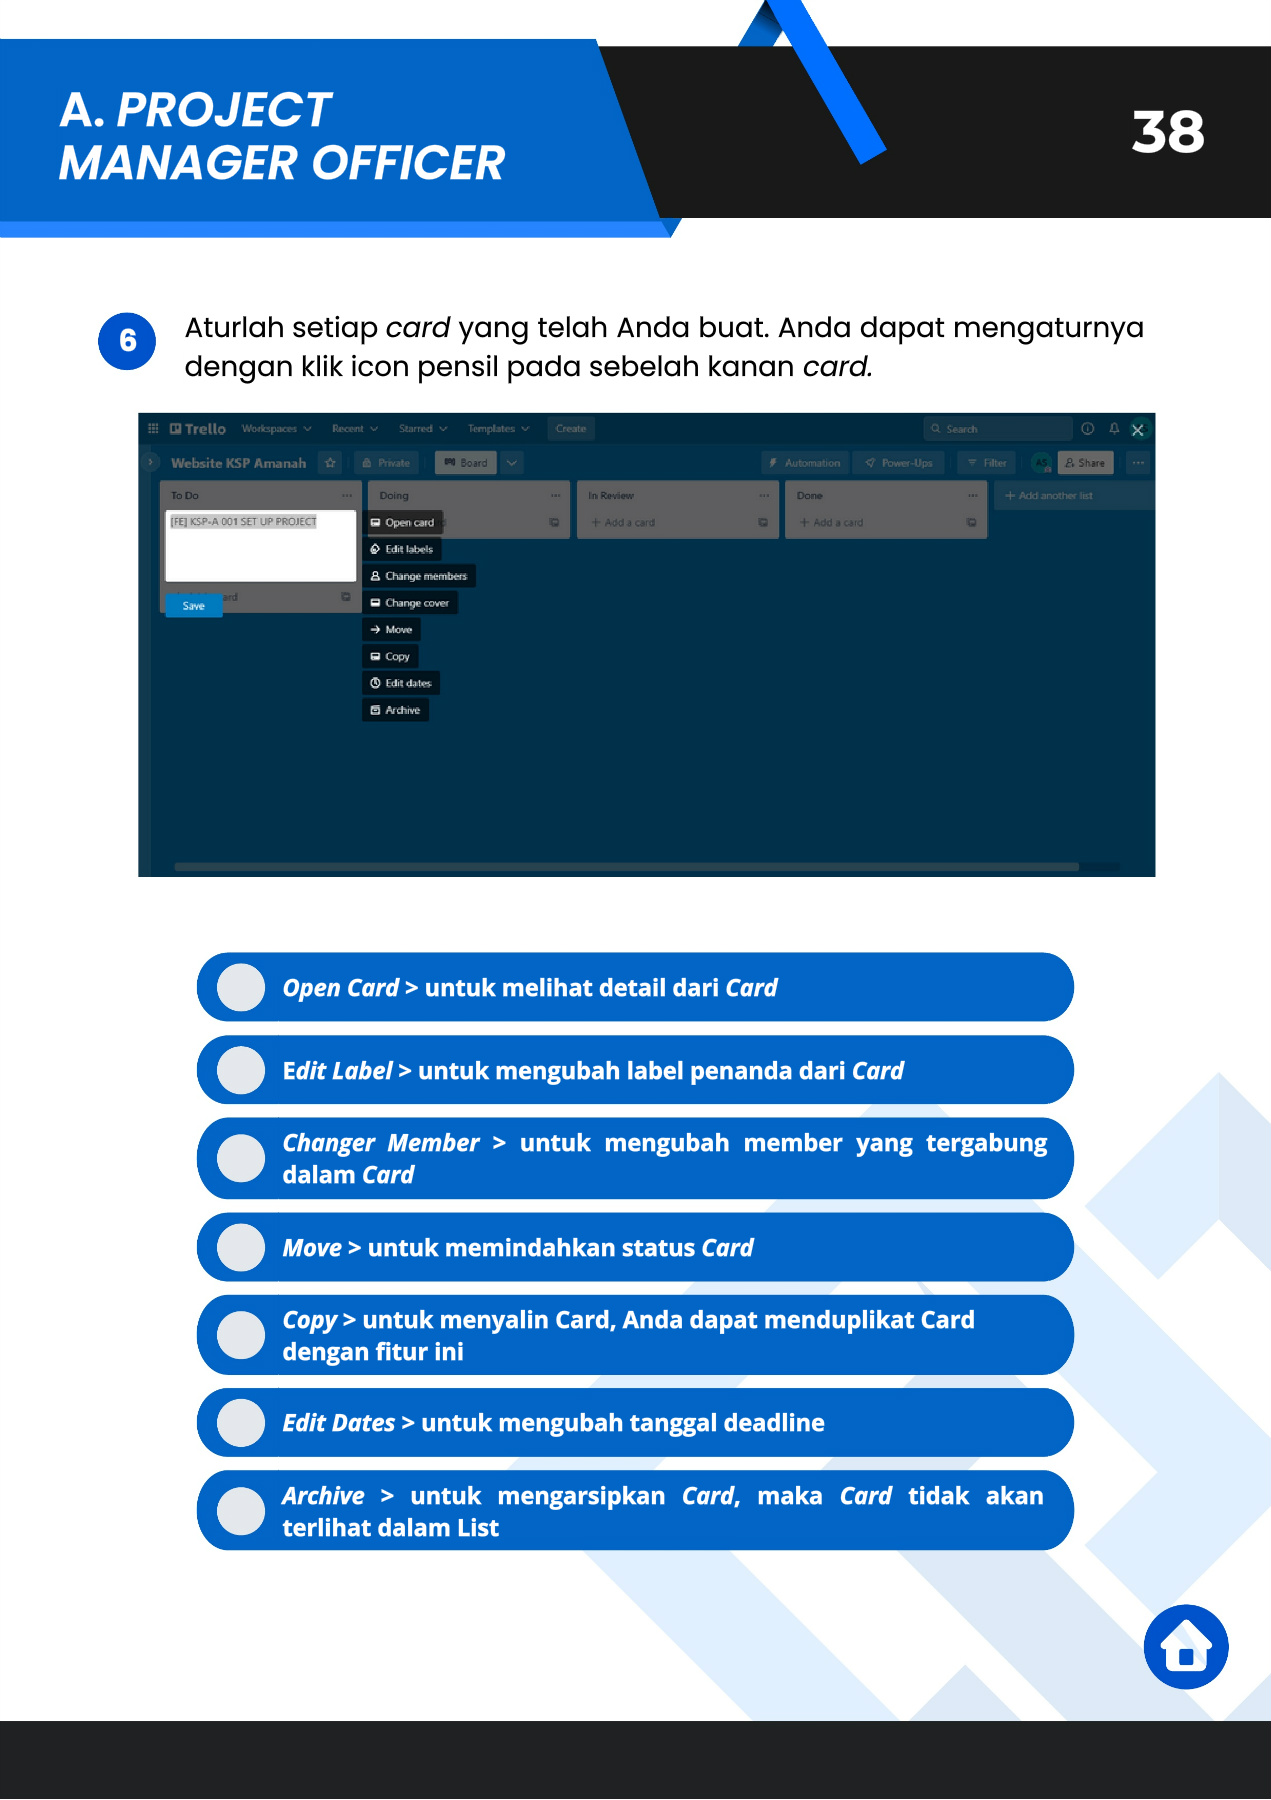 A. PROJECT
MANAGER OFFICER
38
6
Aturlah setiap card yang telah Anda buat. Anda dapat mengaturnya
dengan klik icon pensil pada sebelah kanan card.
Trello Workspaces Recent Starred Templates Create Search
Website KSP Amanah Private Board Automation Power-Ups Filter AS Share
To Do Doing In Review Done + Add another list
[FE] KSP-A 001 SET UP PROJECT
Open card
+ Add a card
+ Add a card
Edit labels
Change members
Change cover
Save
Move
Copy
Edit dates
Archive
Open Card > untuk melihat detail dari Card
Edit Label > untuk mengubah label penanda dari Card
Changer Member > untuk mengubah member yang tergabung
dalam Card
Move > untuk memindahkan status Card
Copy > untuk menyalin Card, Anda dapat menduplikat Card
dengan fitur ini
Edit Dates > untuk mengubah tanggal deadline
Archive > untuk mengarsipkan Card, maka Card tidak akan
terlihat dalam List